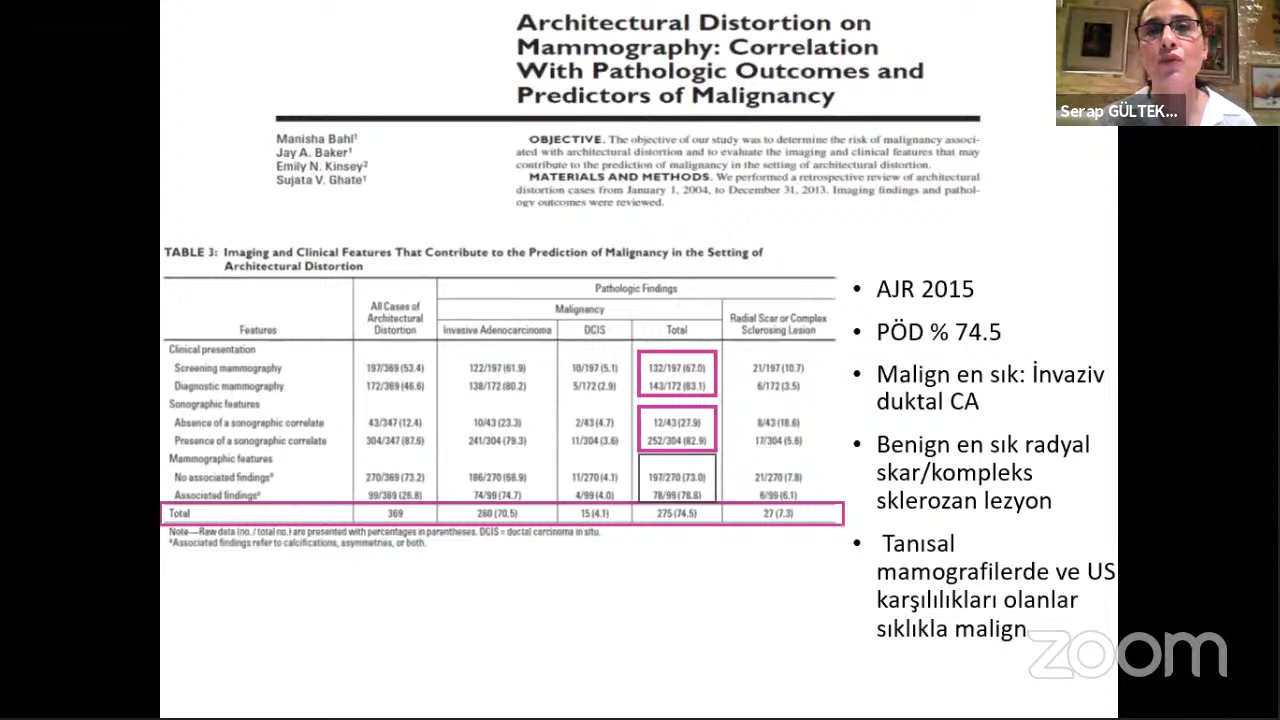 Architectural Distortion on
Mammography: Correlation
With Pathologic Outcomes and
Predictors of Malignancy
Serap GÜLTEK...
Manisha Bahl¹
Jay A. Baker¹
Emily N. Kinsey²
Sujata V. Ghate¹
OBJECTIVE. The objective of our study was to determine the risk of malignancy associ-
ated with architectural distortion and to evaluate the imaging and clinical features that may
contribute to the prediction of malignancy in the setting of architectural distortion.
MATERIALS AND METHODS. We performed a retrospective review of architectural
distortion cases from January 1, 2004, to December 31, 2013. Imaging findings and pathol-
ogy outcomes were reviewed.
TABLE 3: Imaging and Clinical Features That Contribute to the Prediction of Malignancy in the Setting of
Architectural Distortion
Pathologic Findings
Malignancy
Features
All Cases of
Architectural
Distortion
Invasive Adenocarcinoma
DCIS
Total
Radial Scar or Complex
Sclerosing Lesion
Clinical presentation
Screening mammography 197/369 (53.4) 122/197 (61.9) 10/197 (5.1) 132/197 (67.0) 21/197 (10.7)
Diagnostic mammography 172/369 (46.6) 138/172 (80.2) 5/172 (2.9) 143/172 (83.1) 6/172 (3.5)
Sonographic features
Absence of a sonographic correlate 43/347 (12.4) 10/43 (23.3) 2/43 (4.7) 12/43 (27.9) 8/43 (18.6)
Presence of a sonographic correlate 304/347 (87.6) 241/304 (79.3) 11/304 (3.6) 252/304 (82.9) 17/304 (5.6)
Mammographic features
No associated findingsᵃ 270/369 (73.2) 186/270 (68.9) 11/270 (4.1) 197/270 (73.0) 21/270 (7.8)
Associated findingsᵃ 99/369 (26.8) 74/99 (74.7) 4/99 (4.0) 78/99 (78.8) 6/99 (6.1)
Total 369 260 (70.5) 15 (4.1) 275 (74.5) 27 (7.3)
Note—Raw data (no. / total no.) are presented with percentages in parentheses. DCIS = ductal carcinoma in situ.
ᵃAssociated findings refer to calcifications, asymmetries, or both.
• AJR 2015
• PÖD % 74.5
• Malign en sık: İnvaziv
duktal CA
• Benign en sık radyal
skar/kompleks
sklerozan lezyon
• Tanısal
mamografilerde ve US
karşılılıkları olanlar
sıklıkla malign
zoom